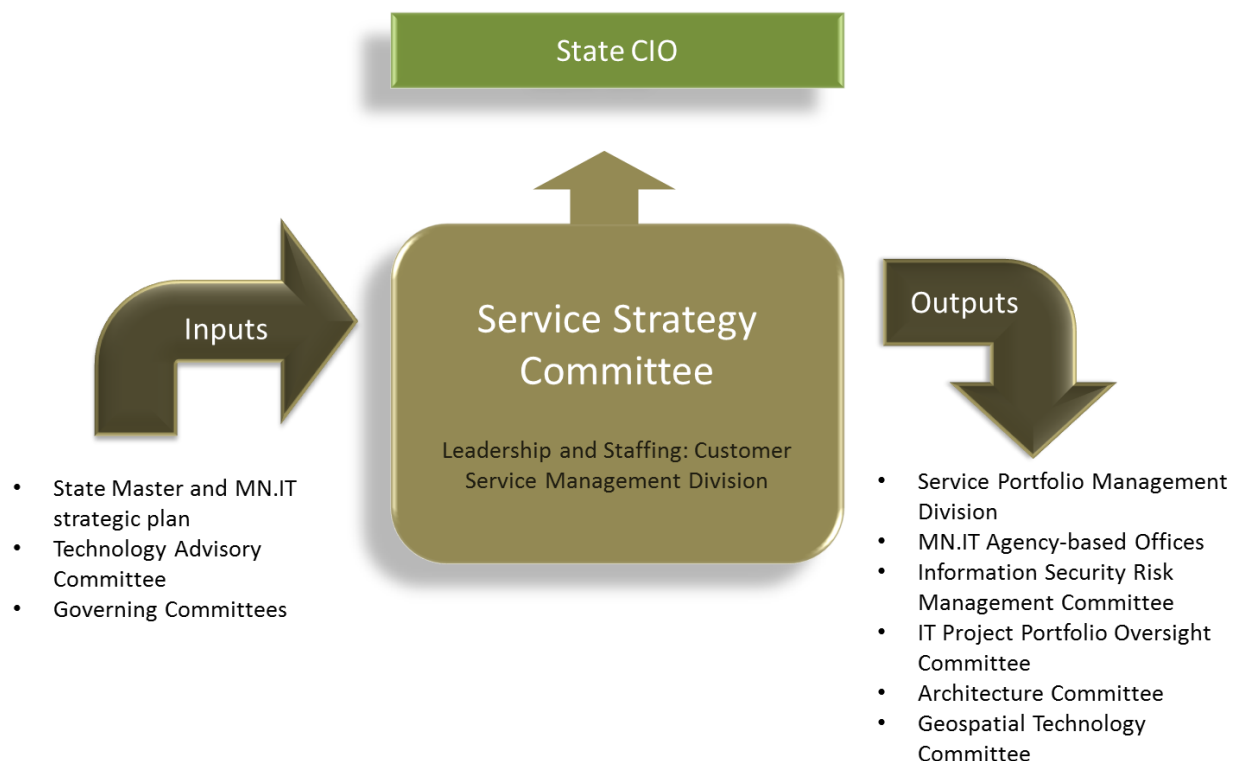 State CIO
Inputs
Service Strategy
Committee
Leadership and Staffing: Customer
Service Management Division
Outputs
• State Master and MN.IT
strategic plan
• Technology Advisory
Committee
• Governing Committees
• Service Portfolio Management
Division
• MN.IT Agency-based Offices
• Information Security Risk
Management Committee
• IT Project Portfolio Oversight
Committee
• Architecture Committee
• Geospatial Technology
Committee